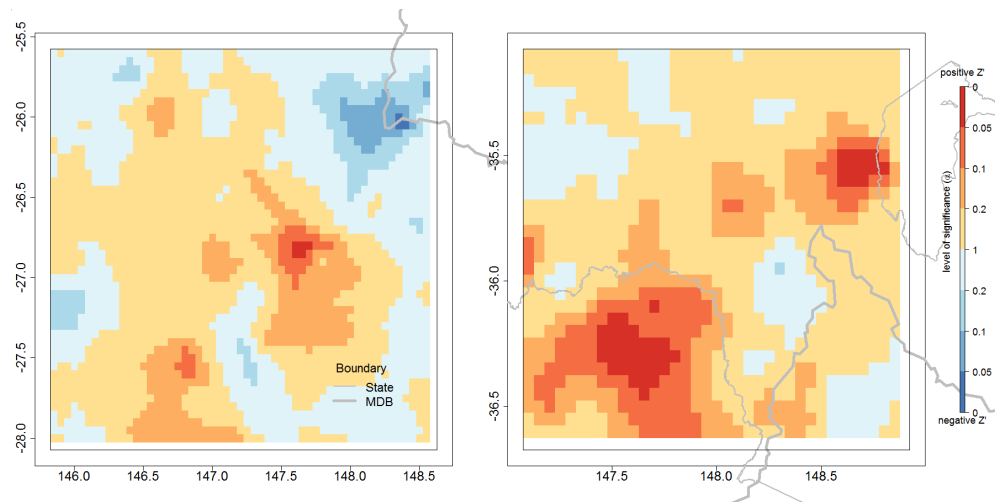 -25.5
-26.0
-26.5
-27.0
-27.5
-28.0
146.0 146.5 147.0 147.5 148.0 148.5
Boundary
State
MDB
-35.5
-36.0
-36.5
147.5 148.0 148.5
positive Z'
0
0.05
0.1
0.2
1
0.2
0.1
0.05
0
negative Z'
level of significance (α)